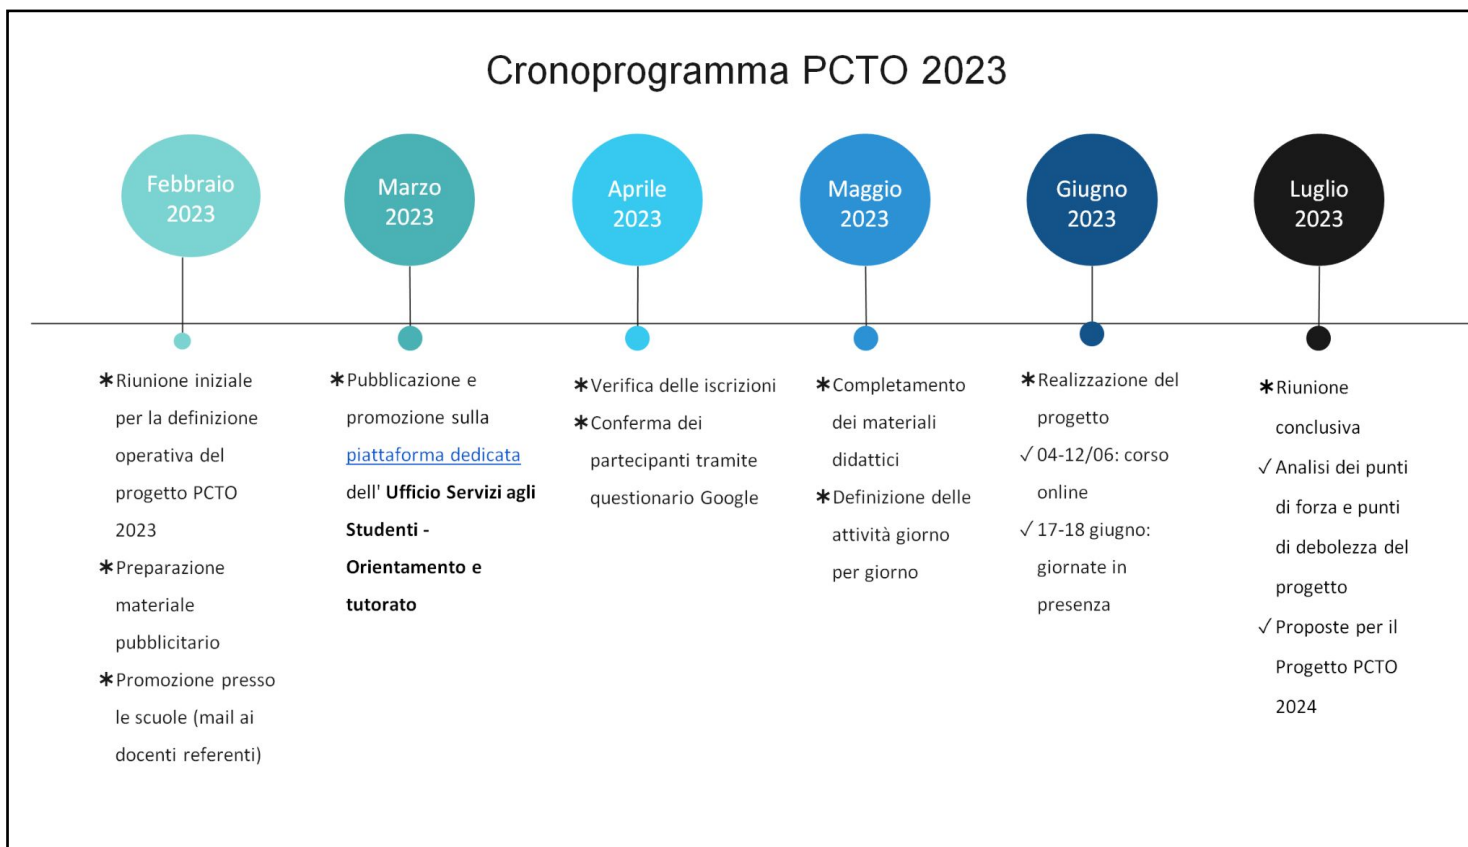 Cronoprogramma PCTO 2023
Febbraio
2023
Marzo
2023
Aprile
2023
Maggio
2023
Giugno
2023
Luglio
2023
∗Riunione iniziale
per la definizione
operativa del
progetto PCTO
2023
∗Preparazione
materiale
pubblicitario
∗Promozione presso
le scuole (mail ai
docenti referenti)
∗Pubblicazione e
promozione sulla
piattaforma dedicata
dell' Ufficio Servizi agli
Studenti -
Orientamento e
tutorato
∗Verifica delle iscrizioni
∗Conferma dei
partecipanti tramite
questionario Google
∗Completamento
dei materiali
didattici
∗Definizione delle
attività giorno
per giorno
∗Realizzazione del
progetto
✓04-12/06: corso
online
✓17-18 giugno:
giornate in
presenza
∗Riunione
conclusiva
✓Analisi dei punti
di forza e punti
di debolezza del
progetto
✓Proposte per il
Progetto PCTO
2024